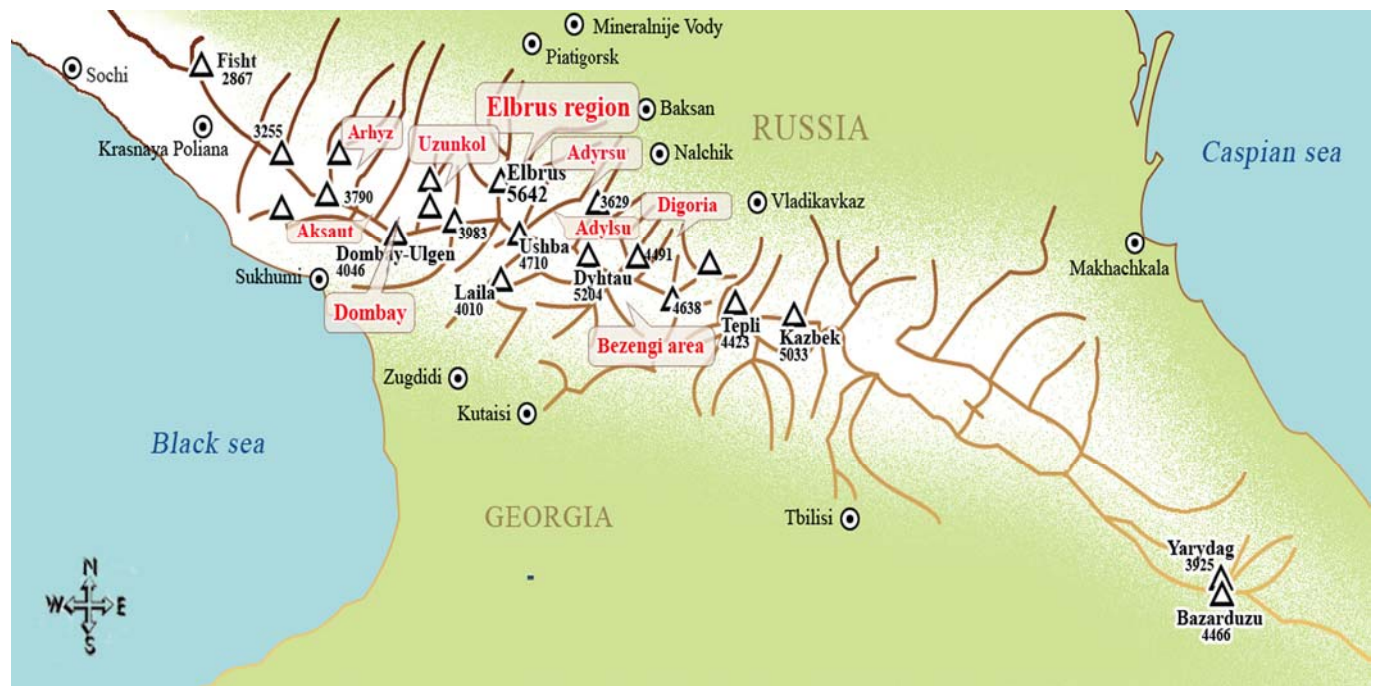 Mineralnije Vody
Piatigorsk
Fisht
2867
Sochi
Elbrus region
Baksan
RUSSIA
Krasnaya Poliana
3255
Arhyz
Uzunkol
Adyrsu
Nalchik
Caspian sea
Elbrus
5642
3790
3629
Digoria
Vladikavkaz
Aksaut
3983
Adylsu
Dombay-Ulgen
4046
Ushba
4710
4491
Makhachkala
Sukhumi
Dyhtau
5204
Laila
4010
4638
Dombay
Tepli
4423
Kazbek
5033
Bezengi area
Zugdidi
Kutaisi
Black sea
GEORGIA
Tbilisi
Yarydag
3925
N
W E
S
Bazarduzu
4466